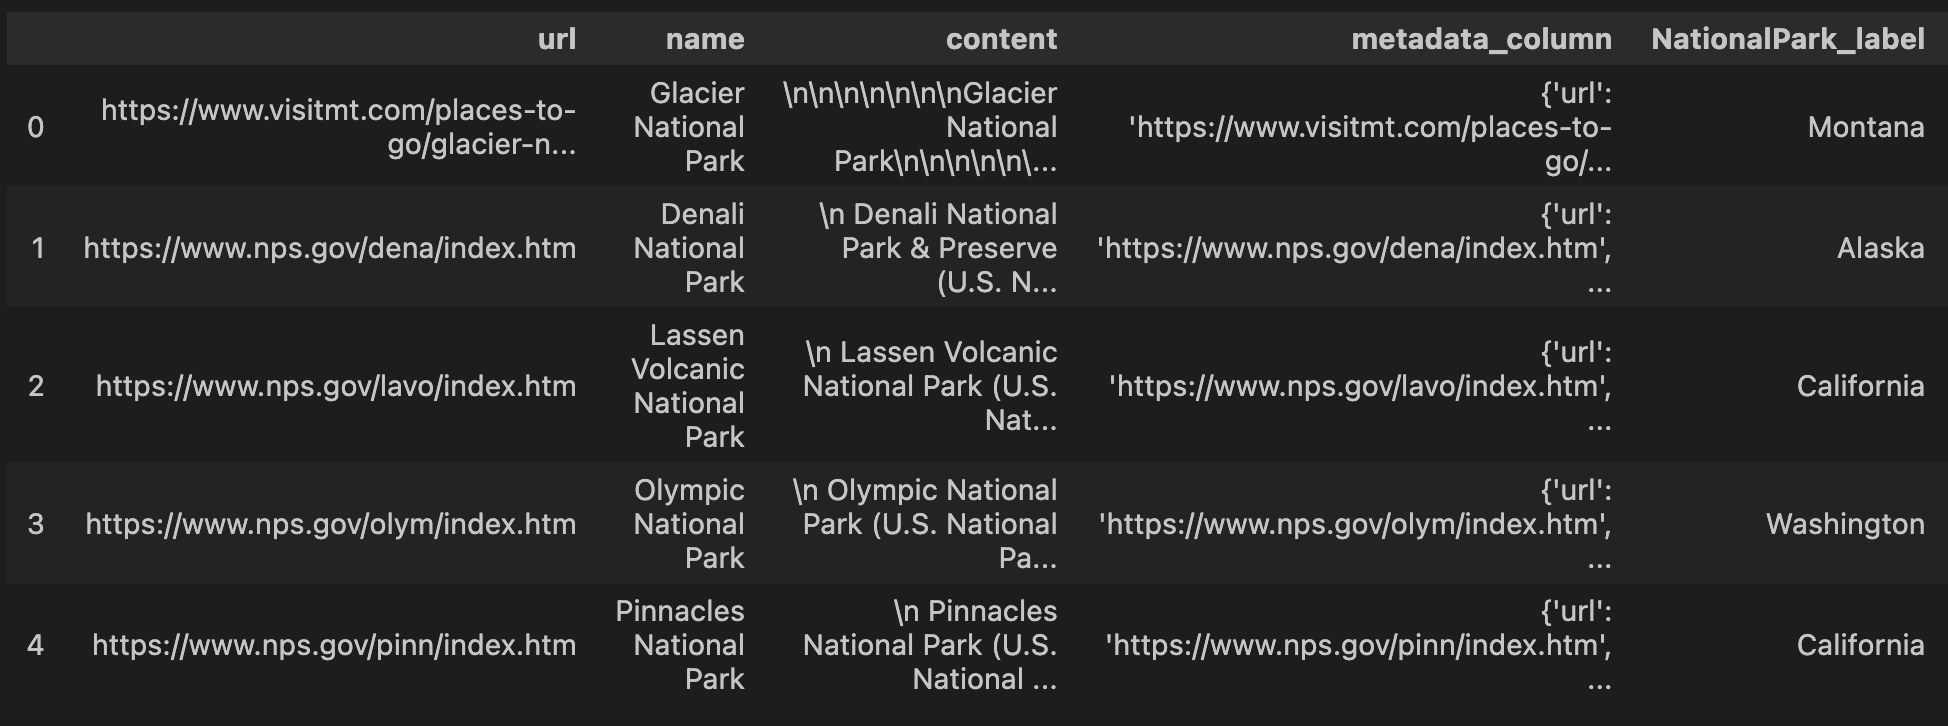 url name content metadata_column NationalPark_label
0 https://www.visitmt.com/places-to-
go/glacier-n... Glacier
National
Park \n\n\n\n\n\n\nGlacier
National
Park\n\n\n\n\n\... {'url':
'https://www.visitmt.com/places-to-
go/... Montana
1 https://www.nps.gov/dena/index.htm Denali
National
Park \n Denali National
Park & Preserve
(U.S. N... {'url':
'https://www.nps.gov/dena/index.htm',
... Alaska
2 https://www.nps.gov/lavo/index.htm Lassen
Volcanic
National
Park \n Lassen Volcanic
National Park (U.S.
Nat... {'url':
'https://www.nps.gov/lavo/index.htm',
... California
3 https://www.nps.gov/olym/index.htm Olympic
National
Park \n Olympic National
Park (U.S. National
Pa... {'url':
'https://www.nps.gov/olym/index.htm',
... Washington
4 https://www.nps.gov/pinn/index.htm Pinnacles
National
Park \n Pinnacles
National Park (U.S.
National ... {'url':
'https://www.nps.gov/pinn/index.htm',
... California